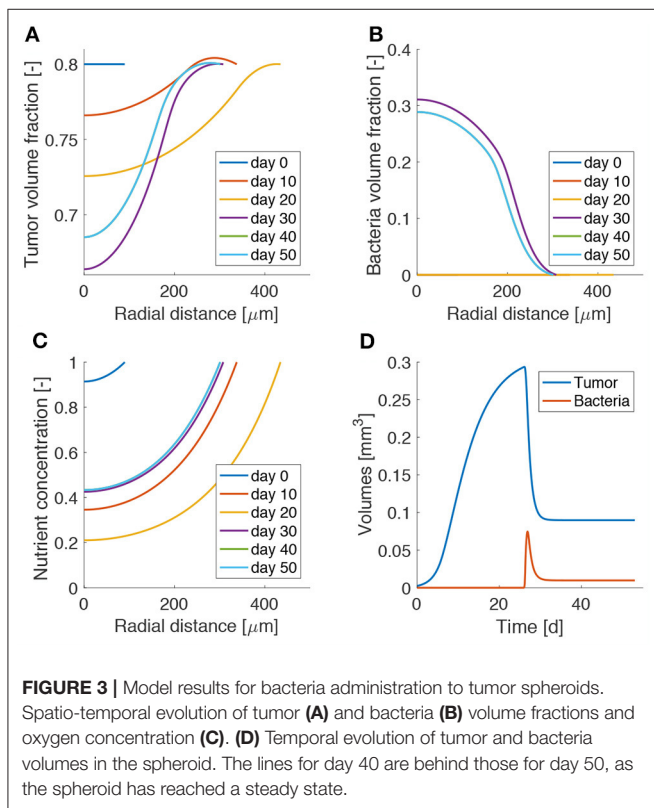 A
Tumor volume fraction [-]
0.8
0.75
0.7
day 0
day 10
day 20
day 30
day 40
day 50
0
200
400
Radial distance [μm]
B
Bacteria volume fraction [-]
0.4
0.3
0.2
0.1
0
day 0
day 10
day 20
day 30
day 40
day 50
0
200
400
Radial distance [μm]
C
Nutrient concentration [-]
1
0.8
0.6
0.4
0.2
0
day 0
day 10
day 20
day 30
day 40
day 50
0
200
400
Radial distance [μm]
D
Volumes [mm³]
0.3
0.25
0.2
0.15
0.1
0.05
0
Tumor
Bacteria
0
20
40
Time [d]
FIGURE 3 | Model results for bacteria administration to tumor spheroids.
Spatio-temporal evolution of tumor (A) and bacteria (B) volume fractions and
oxygen concentration (C). (D) Temporal evolution of tumor and bacteria
volumes in the spheroid. The lines for day 40 are behind those for day 50, as
the spheroid has reached a steady state.